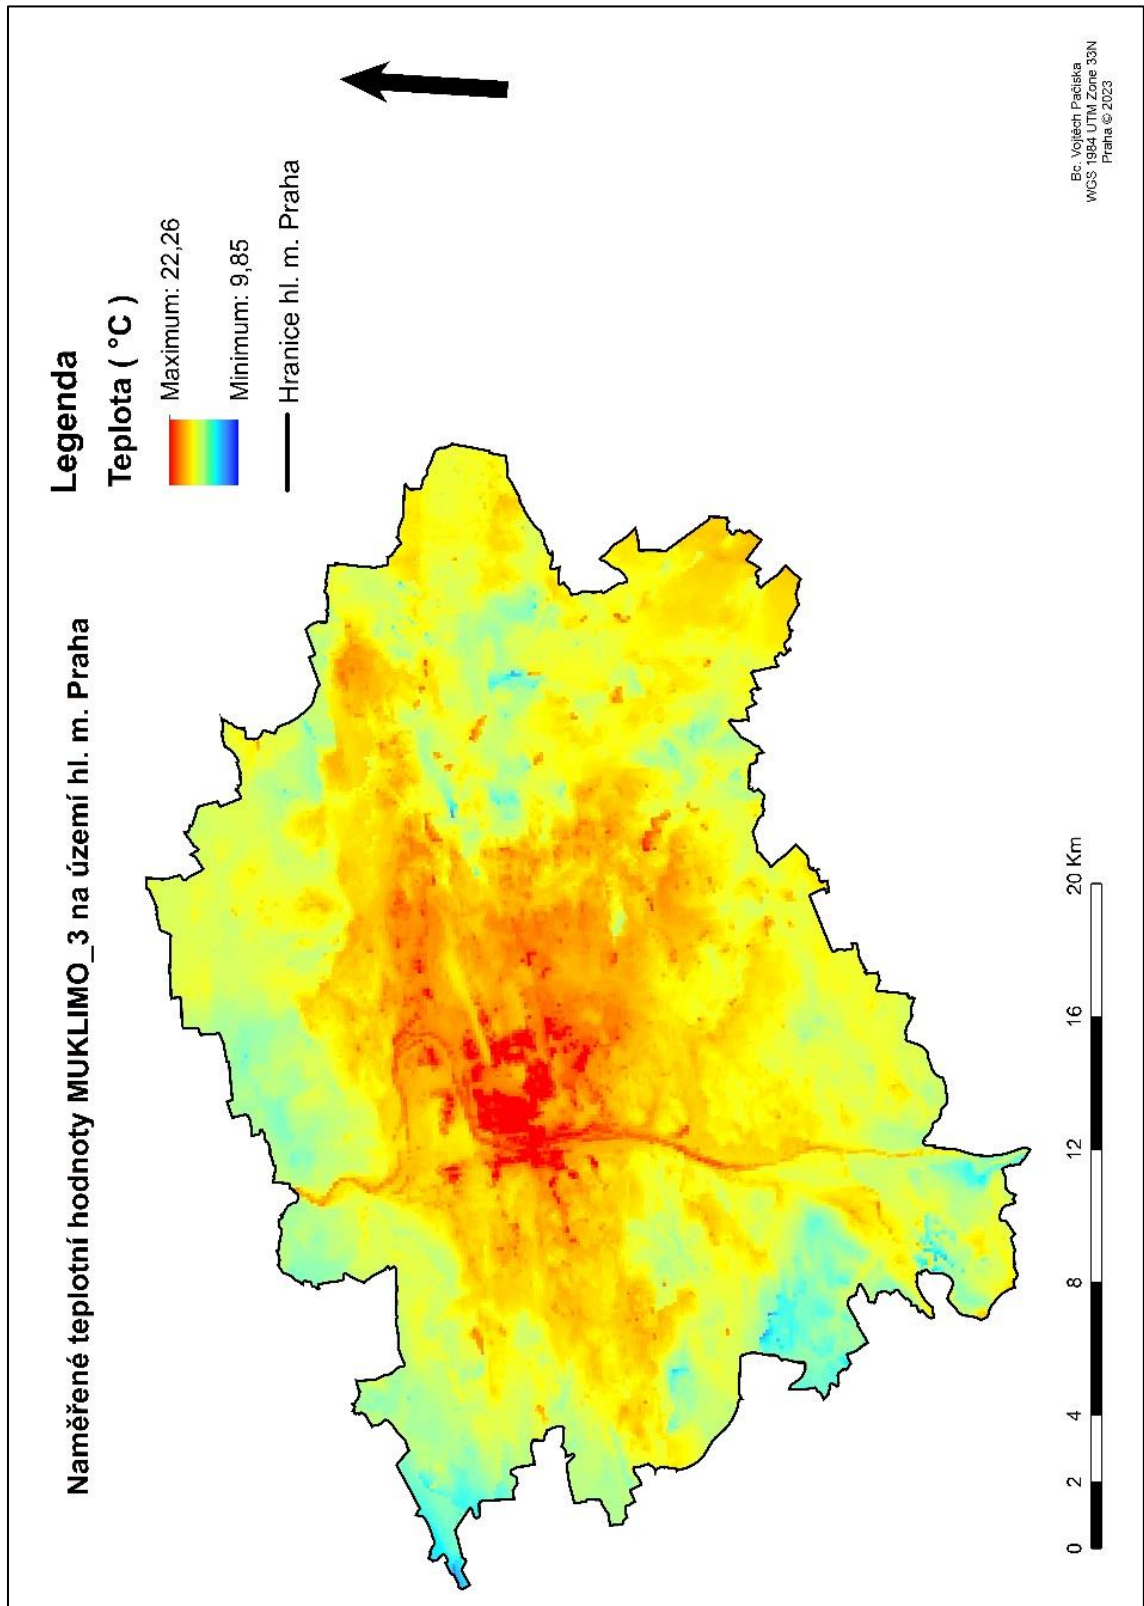 Naměřené teplotní hodnoty MUKLIMO_3 na území hl. m. Praha
Legenda
Teplota ( °C )
Maximum: 22,26
Minimum: 9,85
Hranice hl. m. Praha
0 2 4 8 12 16 20 Km
Bc. Vojtěch Pačiska
WGS 1984 UTM Zone 33N
Praha © 2023